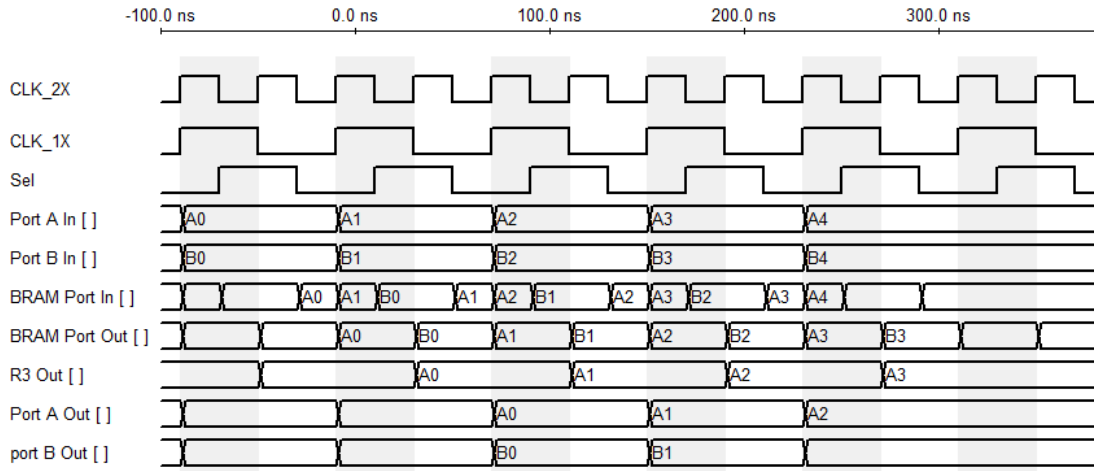 -100.0 ns 0.0 ns 100.0 ns 200.0 ns 300.0 ns
CLK_2X
CLK_1X
Sel
Port A In [ ] A0 A1 A2 A3 A4
Port B In [ ] B0 B1 B2 B3 B4
BRAM Port In [ ] A0 A1 B0 A1 A2 B1 A2 A3 B2 A3 A4
BRAM Port Out [ ] A0 B0 A1 B1 A2 B2 A3 B3
R3 Out [ ] A0 A1 A2 A3
Port A Out [ ] A0 A1 A2
port B Out [ ] B0 B1